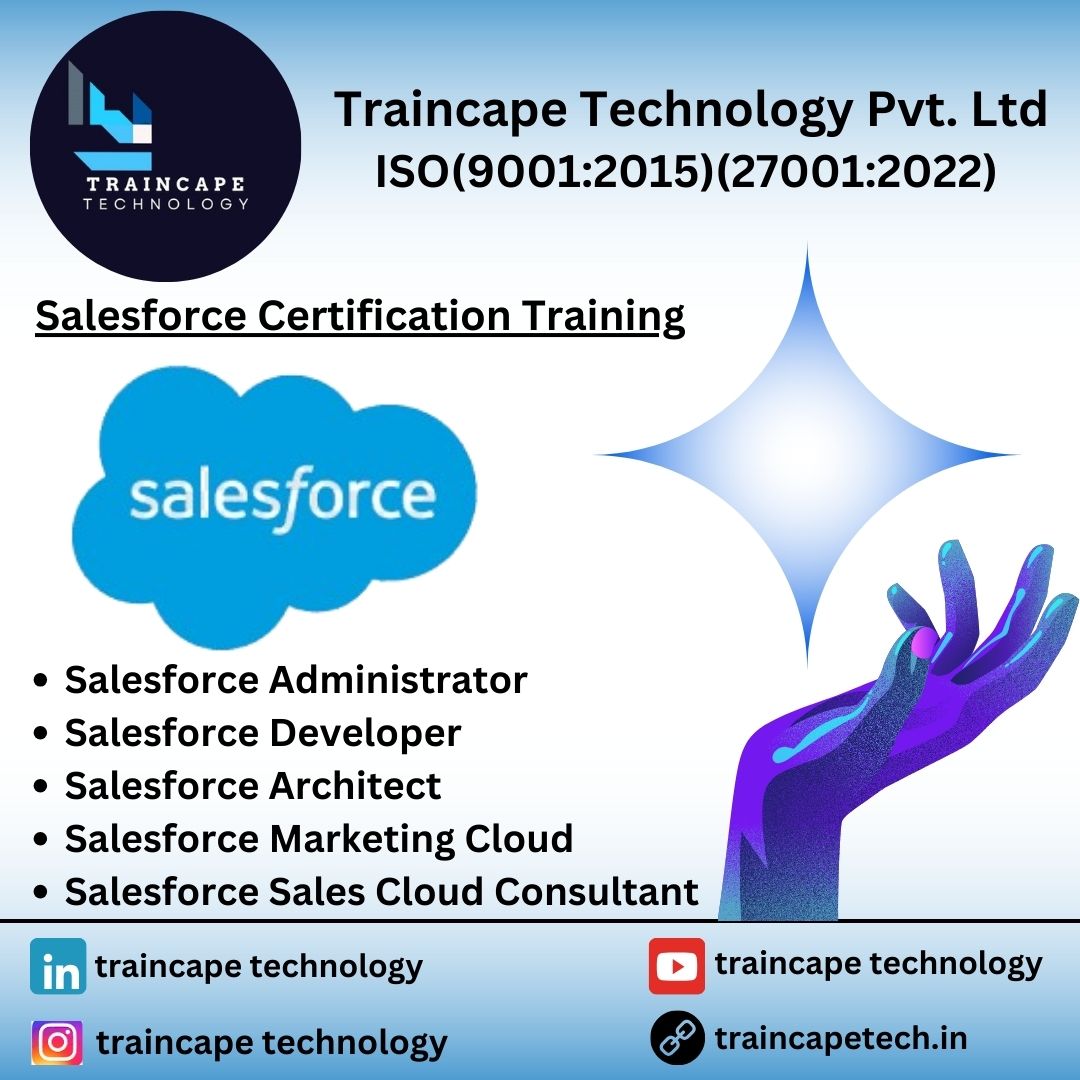 TRAINCAPE
TECHNOLOGY
Traincape Technology Pvt. Ltd
ISO(9001:2015)(27001:2022)
Salesforce Certification Training
salesforce
• Salesforce Administrator
• Salesforce Developer
• Salesforce Architect
• Salesforce Marketing Cloud
• Salesforce Sales Cloud Consultant
in traincape technology
traincape technology
traincape technology
traincapetech.in